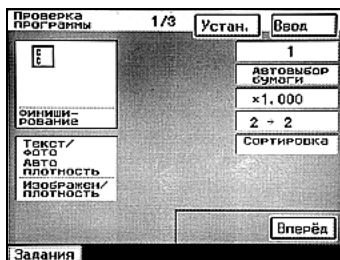 Проверка
программы
1/3
Устан.
Ввод
1
Автовыбор
бумаги
×1.000
2 → 2
Сортировка
Финиши-
рование
Текст/
Фото
Авто
плотность
Изображен/
плотность
Вперёд
Задания